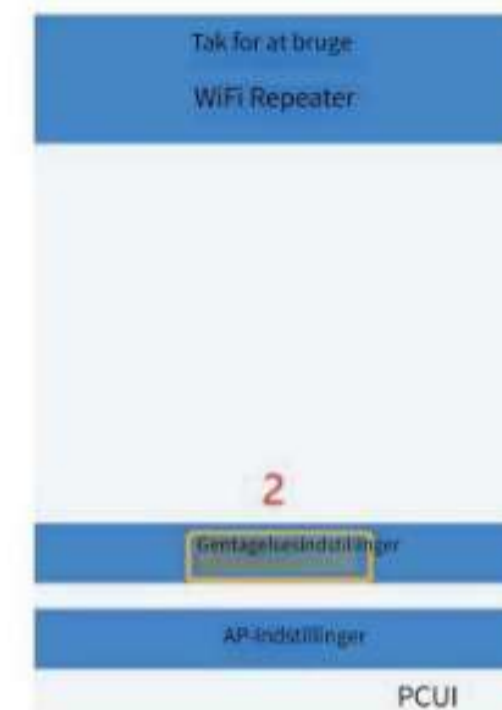 Tak for at bruge
WiFi Repeater
2
Gentagelsesindstillinger
AP-indstillinger
PCUI